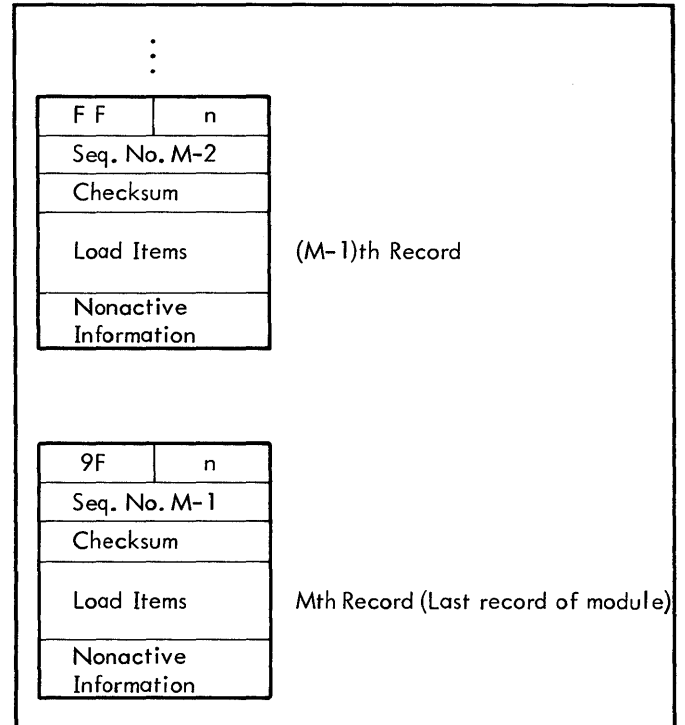 ⋮
F F n
Seq. No. M-2
Checksum
Load Items (M-1)th Record
Nonactive
Information
9F n
Seq. No. M-1
Checksum
Load Items Mth Record (Last record of module)
Nonactive
Information